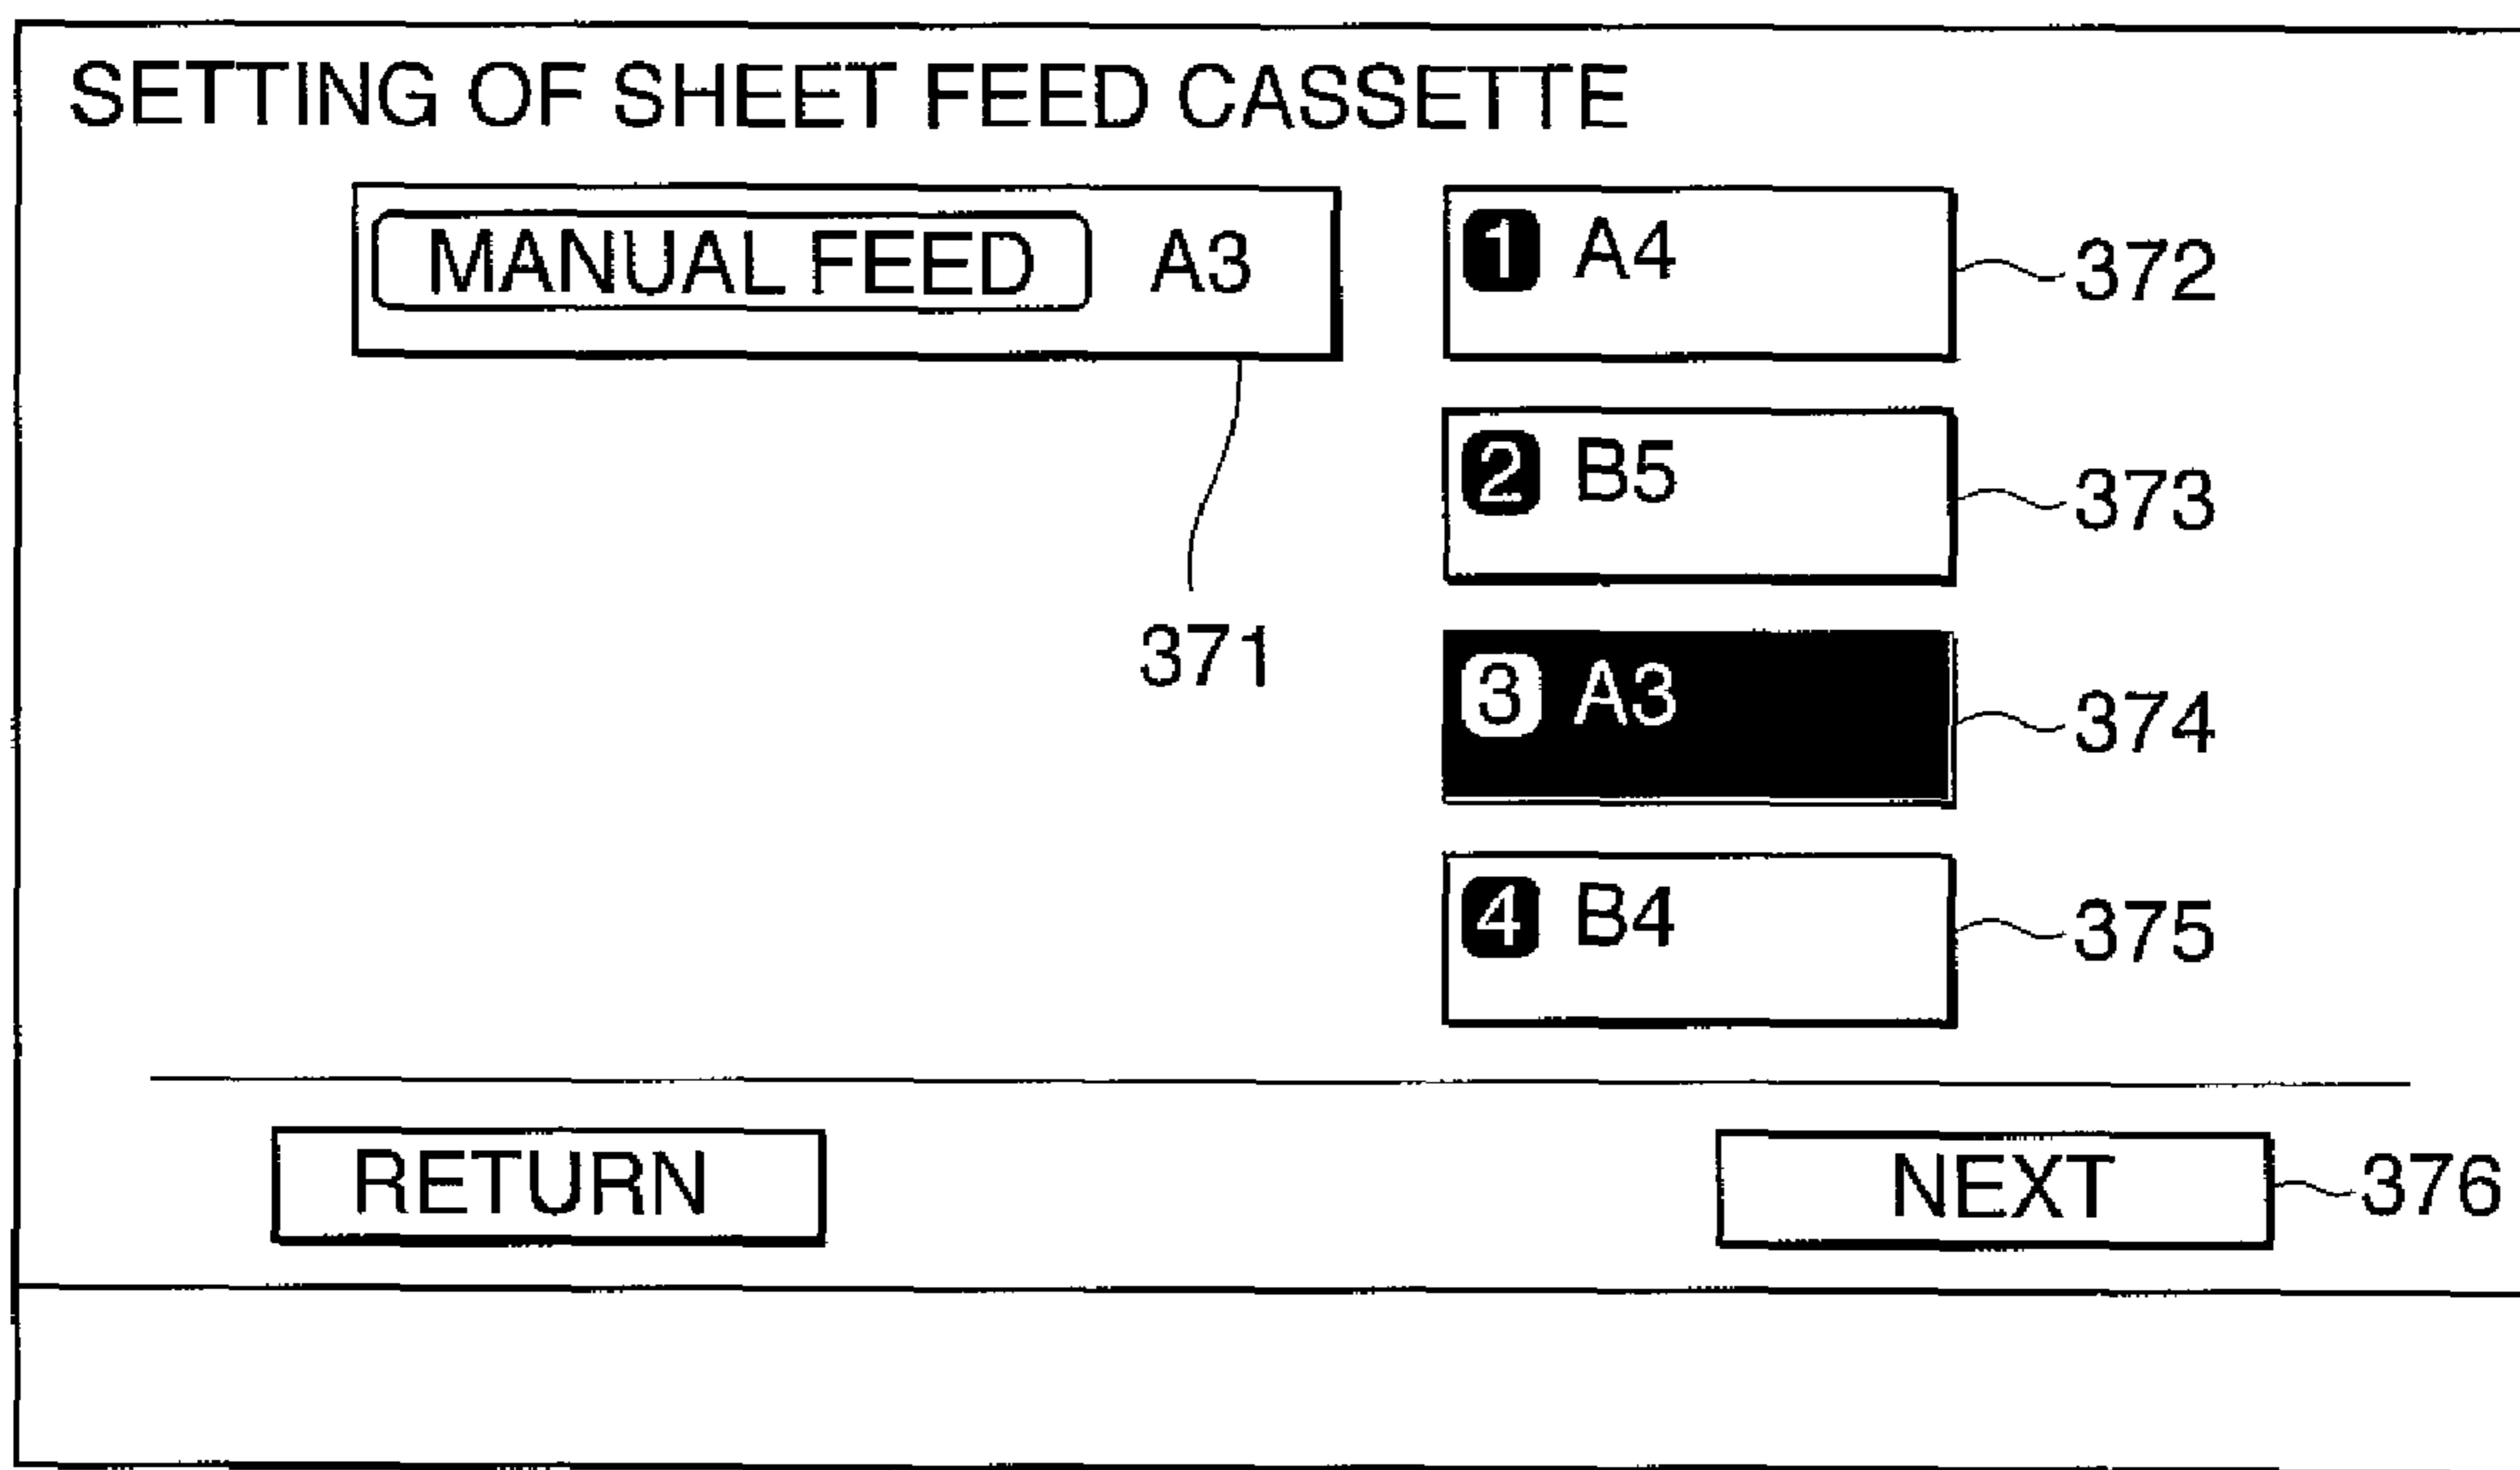 SETTING OF SHEET FEED CASSETTE
MANUAL FEED A3
1 A4
372
2 B5
373
371
3 A3
374
4 B4
375
RETURN
NEXT
376